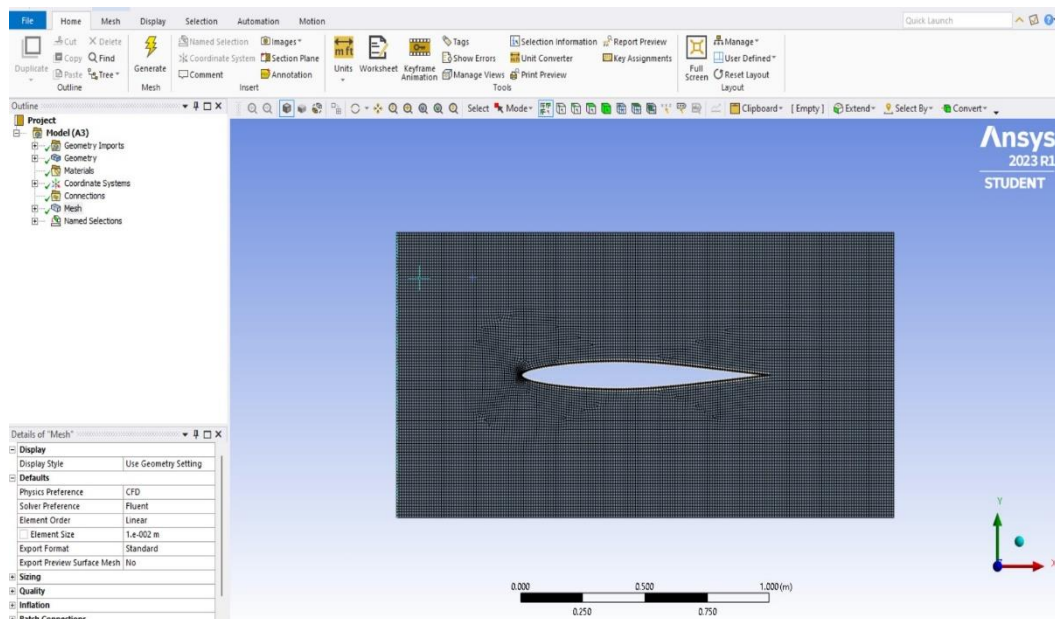 File Home Mesh Display Selection Automation Motion Quick Launch
Duplicate Cut Copy Paste Delete Find Tree Outline
Generate Mesh
Named Selection Coordinate System Comment Images Section Plane Annotation Insert
Units Worksheet Keyframe Animation Tags Show Errors Manage Views Selection Information Unit Converter Print Preview Report Preview Key Assignments Tools
Full Screen Manage User Defined Reset Layout Layout
Outline
Select Mode Clipboard [Empty] Extend Select By Convert
Project
Model (A3)
Geometry Imports
Geometry
Materials
Coordinate Systems
Connections
Mesh
Named Selections
Ansys
2023 R1
STUDENT
Details of "Mesh"
Display
Display Style Use Geometry Setting
Defaults
Physics Preference CFD
Solver Preference Fluent
Element Order Linear
Element Size 1.e-002 m
Export Format Standard
Export Preview Surface Mesh No
Sizing
Quality
Inflation
Batch Connections
Y
X
0.000 0.500 1.000 (m)
0.250 0.750